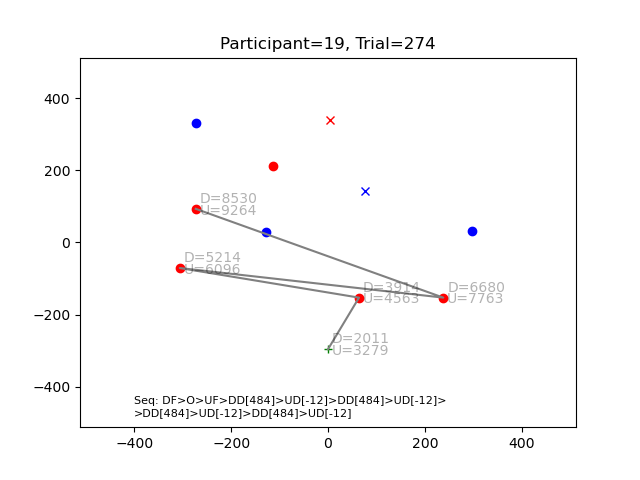 Participant=19, Trial=274
400
200
0
−200
−400
D=8530
U=9264
D=5214
U=6096
D=3914
U=4563
D=6680
U=7763
D=2011
U=3279
Seq: DF>O>UF>DD[484]>UD[-12]>DD[484]>UD[-12]>
>DD[484]>UD[-12]>DD[484]>UD[-12]
−400
−200
0
200
400